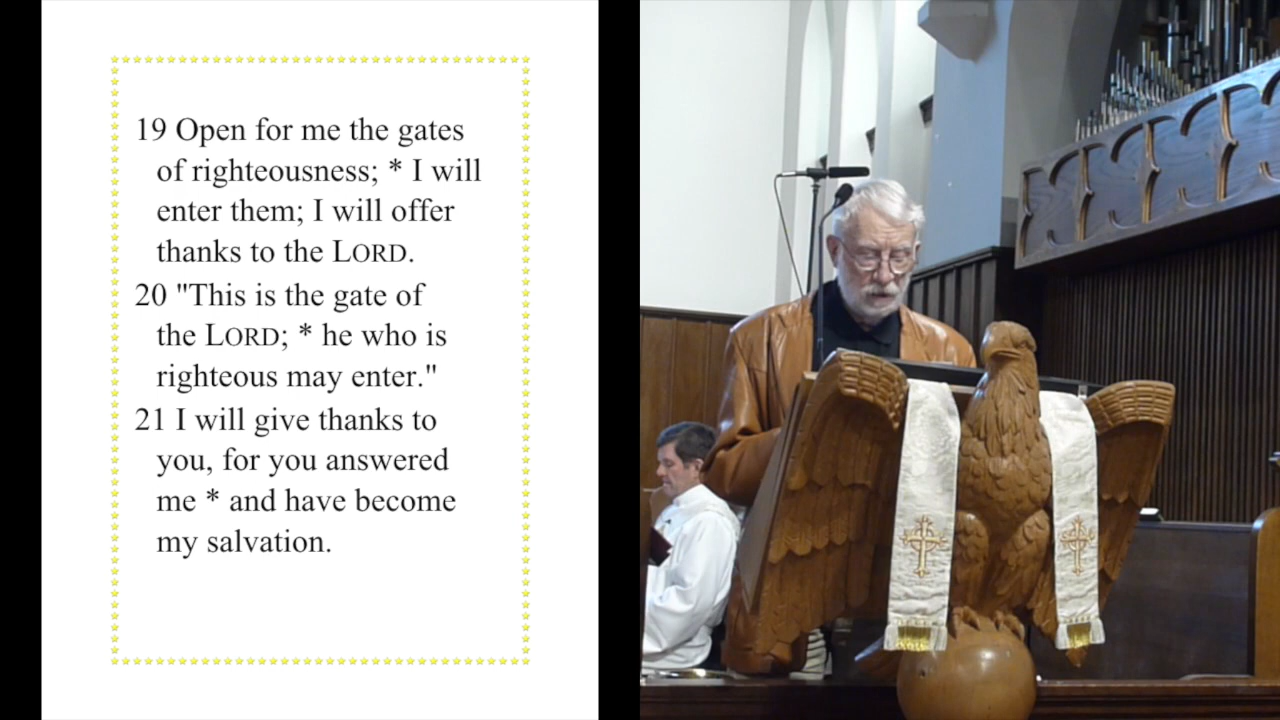 19 Open for me the gates
of righteousness; * I will
enter them; I will offer
thanks to the LORD.
20 "This is the gate of
the LORD; * he who is
righteous may enter."
21 I will give thanks to
you, for you answered
me * and have become
my salvation.